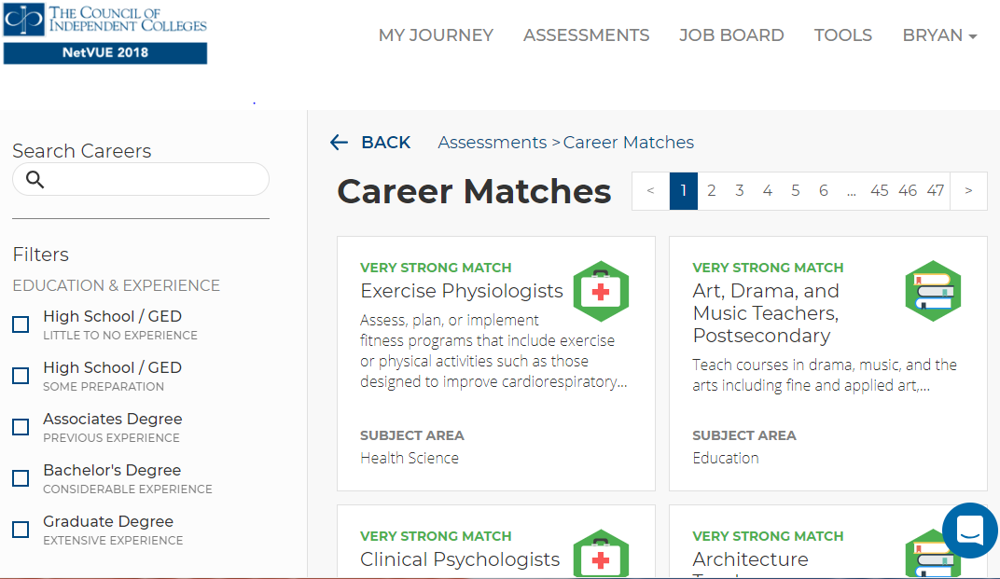 THE COUNCIL OF
INDEPENDENT COLLEGES
NetVUE 2018
MY JOURNEY
ASSESSMENTS
JOB BOARD
TOOLS
BRYAN
Search Careers
Filters
EDUCATION & EXPERIENCE
High School / GED
LITTLE TO NO EXPERIENCE
High School / GED
SOME PREPARATION
Associates Degree
PREVIOUS EXPERIENCE
Bachelor's Degree
CONSIDERABLE EXPERIENCE
Graduate Degree
EXTENSIVE EXPERIENCE
← BACK
Assessments > Career Matches
Career Matches
< 1 2 3 4 5 6 ... 45 46 47 >
VERY STRONG MATCH
Exercise Physiologists
Assess, plan, or implement
fitness programs that include exercise
or physical activities such as those
designed to improve cardiorespiratory...
SUBJECT AREA
Health Science
VERY STRONG MATCH
Art, Drama, and
Music Teachers,
Postsecondary
Teach courses in drama, music, and the
arts including fine and applied art,...
SUBJECT AREA
Education
VERY STRONG MATCH
Clinical Psychologists
VERY STRONG MATCH
Architecture